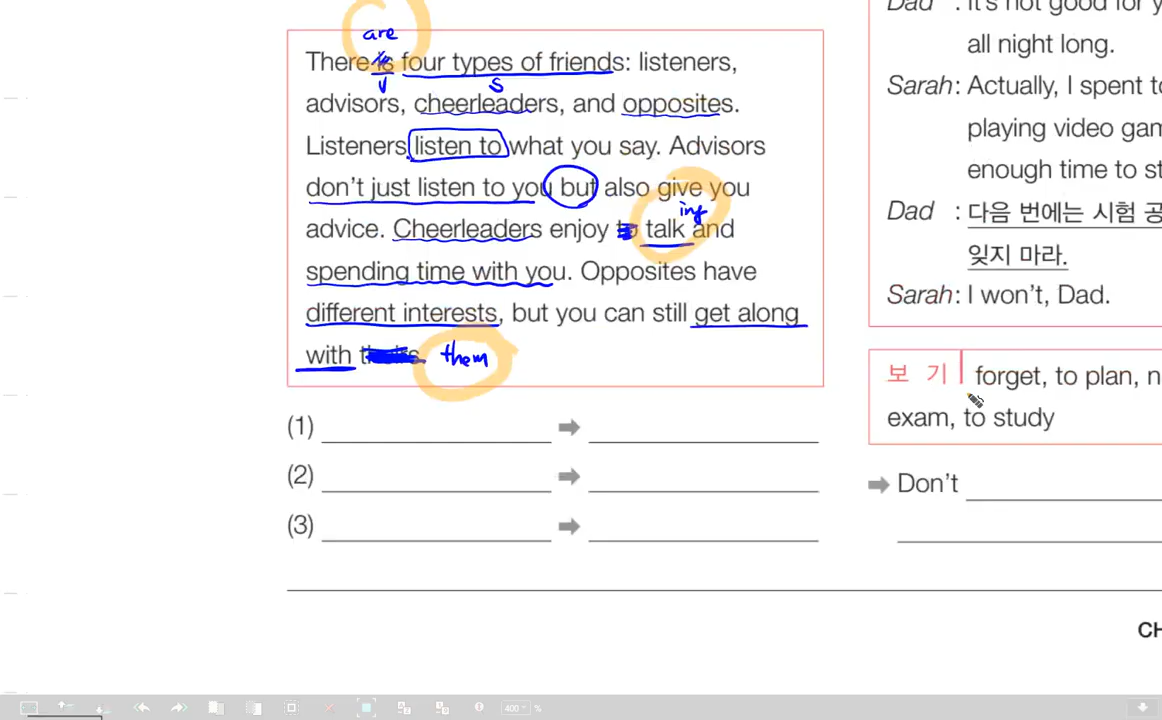 are
There is four types of friends: listeners,
v s
advisors, cheerleaders, and opposites.
Listeners listen to what you say. Advisors
don't just listen to you but also give you
ing
advice. Cheerleaders enjoy to talk and
spending time with you. Opposites have
different interests, but you can still get along
with them
(1)
(2)
(3)
Dad : It's not good for y
all night long.
Sarah: Actually, I spent to
playing video gam
enough time to st
Dad : 다음 번에는 시험 공
잊지 마라.
Sarah: I won't, Dad.
보 기 forget, to plan, n
exam, to study
Don't
CH
400 %